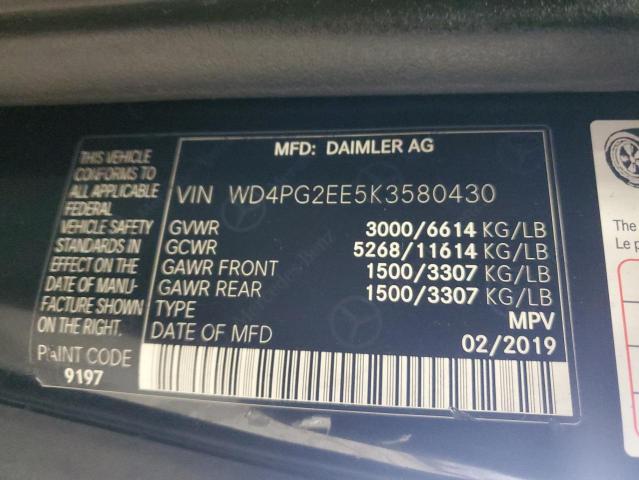 MFD: DAIMLER AG
THIS VEHICLE
CONFORMS TO
ALL APPLICABLE
FEDERAL
VEHICLE SAFETY
STANDARDS IN
EFFECT ON THE
DATE OF MANU-
FACTURE SHOWN
ON THE RIGHT.
VIN WD4PG2EE5K3580430
GVWR 3000/6614 KG/LB
GCWR 5268/11614 KG/LB
GAWR FRONT 1500/3307 KG/LB
GAWR REAR 1500/3307 KG/LB
TYPE MPV
DATE OF MFD 02/2019
PAINT CODE
9197
The
Le p
Mercedes-Benz